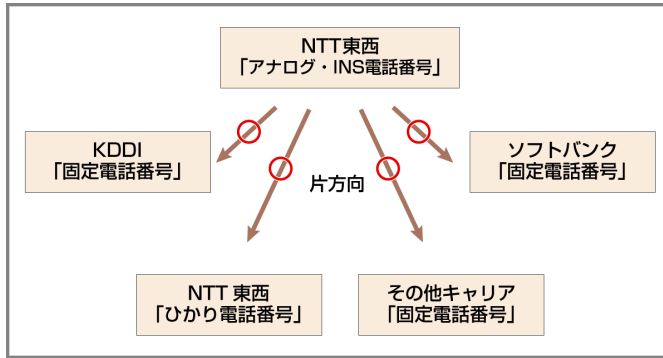 NTT東西
「アナログ・INS電話番号」
KDDI
「固定電話番号」
ソフトバンク
「固定電話番号」
片方向
NTT 東西
「ひかり電話番号」
その他キャリア
「固定電話番号」